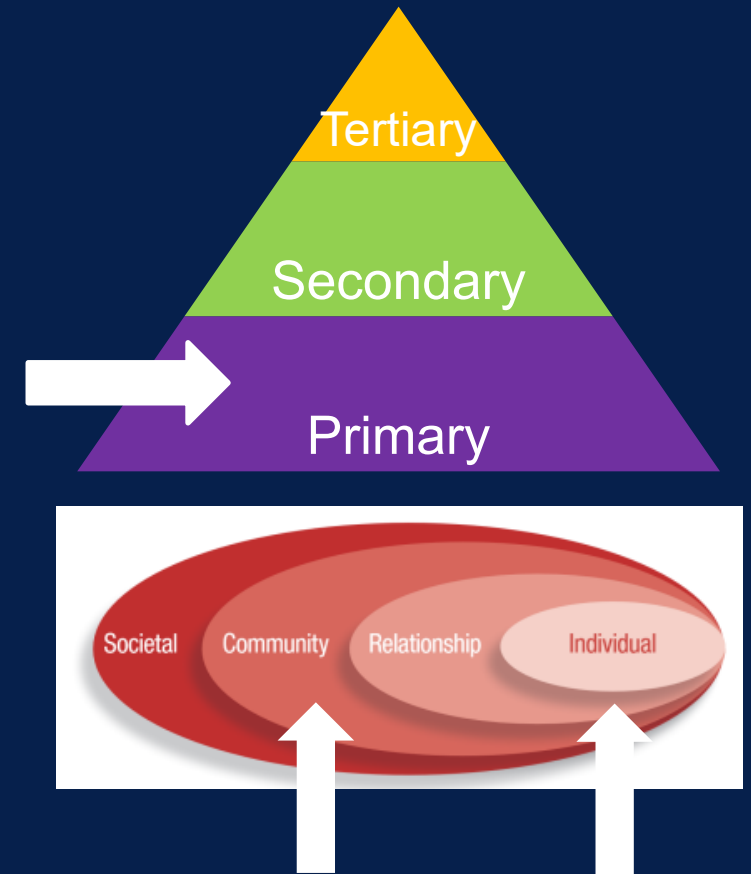 Tertiary
Secondary
Primary
Societal Community Relationship Individual